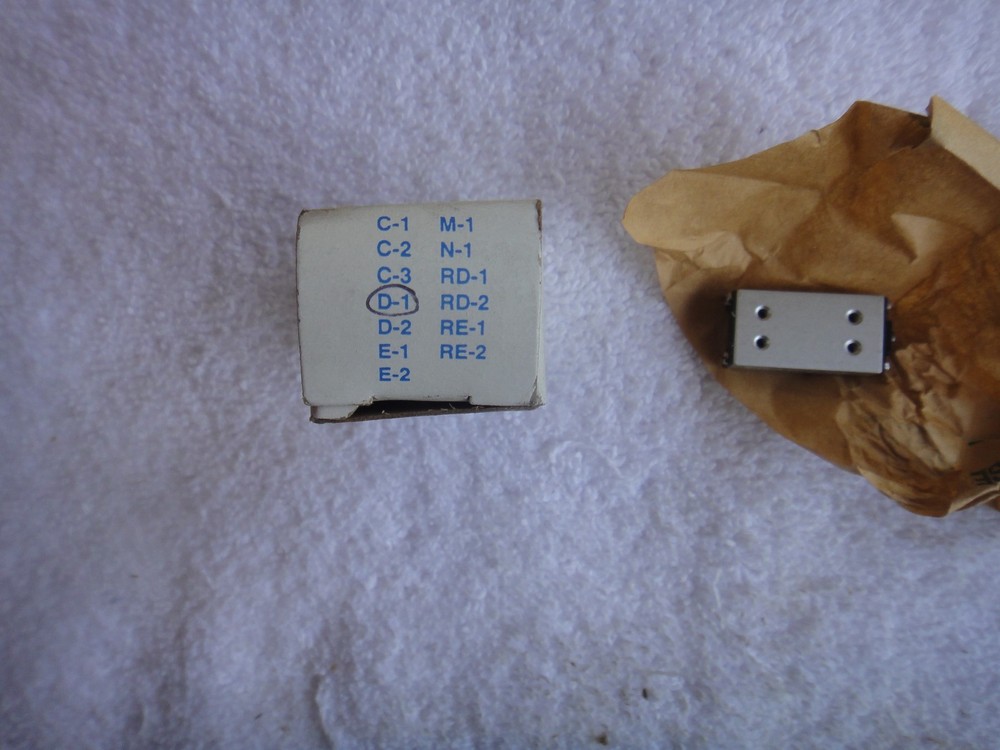 C-1 M-1
C-2 N-1
C-3 RD-1
D-1 RD-2
D-2 RE-1
E-1 RE-2
E-2